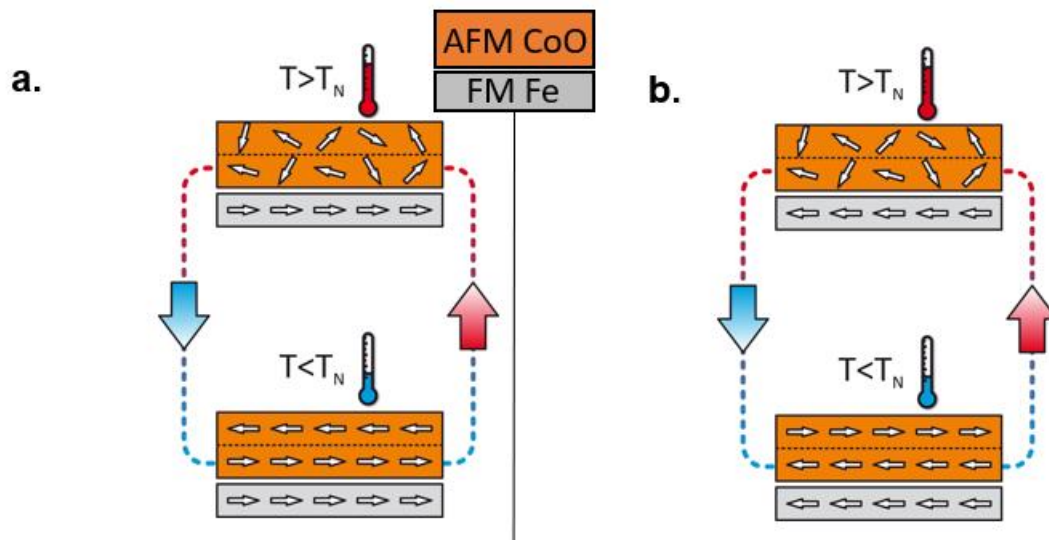 AFM CoO
FM Fe
a.
T>TN
T<TN
b.
T>TN
T<TN